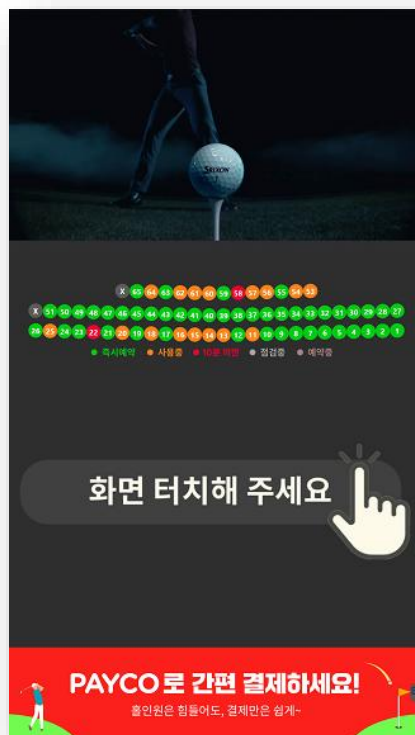 SRIXON
X 65 64 63 62 61 60 59 58 57 56 55 54 53
X 51 50 49 48 47 46 45 44 43 42 41 40 39 38 37 36 35 34 33 32 31 30 29 28 27
26 25 24 23 22 21 20 19 18 17 16 15 14 13 12 11 10 9 8 7 6 5 4 3 2 1
즉시예약 사용중 10분 미만 점검중 예약중
화면 터치해 주세요
PAYCO로 간편 결제하세요!
홀인원은 힘들어도, 결제만은 쉽게~